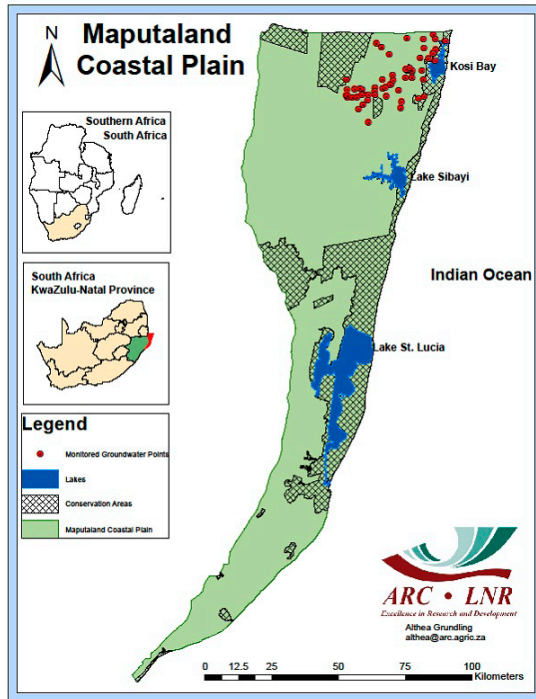 N
Maputaland
Coastal Plain
Kosi Bay
Southern Africa
South Africa
Lake Sibayi
South Africa
KwaZulu-Natal Province
Indian Ocean
Lake St. Lucia
Legend
Monitored Groundwater Points
Lakes
Conservation Areas
Maputaland Coastal Plain
ARC • LNR
Excellence in Research and Development
Althea Grundling
althea@arc.agric.za
0 12.5 25 50 75 100
Kilometers